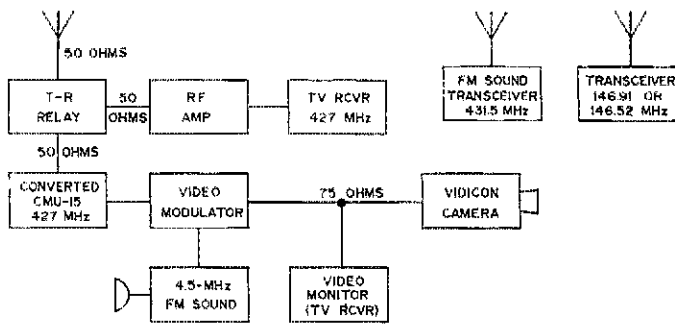 50 OHMS
T-R
RELAY
50
OHMS
RF
AMP
TV RCVR
427 MHz
FM SOUND
TRANSCEIVER
431.5 MHz
TRANSCEIVER
146.91 OR
146.52 MHz
50 OHMS
CONVERTED
CMU-15
427 MHz
VIDEO
MODULATOR
75 OHMS
VIDICON
CAMERA
4.5-MHz
FM SOUND
VIDEO
MONITOR
(TV RCVR)